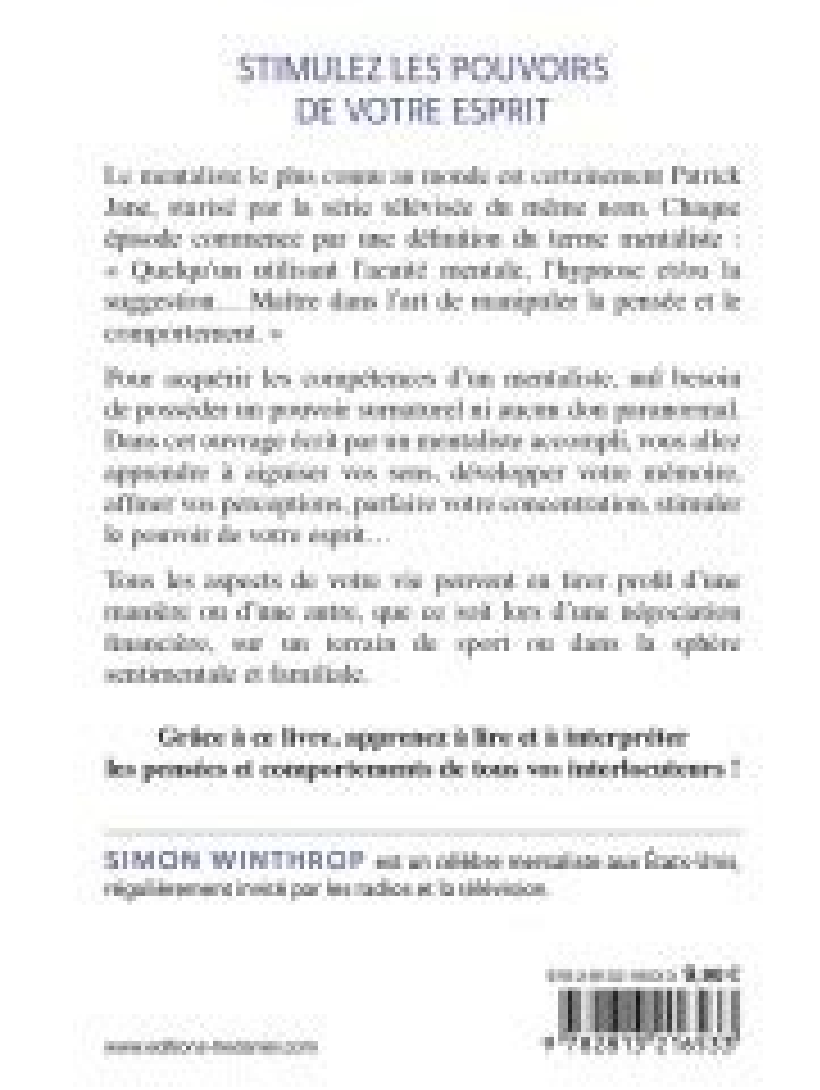 STIMULEZ LES POUVOIRS
DE VOTRE ESPRIT
Le mentaliste le plus connu au monde est certainement Patrick
Jane, starisé par la série télévisée du même nom. Chaque
épisode commence par une définition du terme mentaliste :
« Quelqu'un utilisant l'acuité mentale, l'hypnose et/ou la
suggestion... Maître dans l'art de manipuler la pensée et le
comportement. »
Pour acquérir les compétences d'un mentaliste, nul besoin
de posséder un pouvoir surnaturel ni aucun don paranormal.
Dans cet ouvrage écrit par un mentaliste accompli, vous allez
apprendre à aiguiser vos sens, développer votre mémoire,
affiner vos perceptions, parfaire votre concentration, stimuler
le pouvoir de votre esprit...
Tous les aspects de votre vie peuvent en tirer profit d'une
manière ou d'une autre, que ce soit lors d'une négociation
financière, sur un terrain de sport ou dans la sphère
sentimentale et familiale.
Grâce à ce livre, apprenez à lire et à interpréter
les pensées et comportements de tous vos interlocuteurs !
SIMON WINTHROP est un célèbre mentaliste aux États-Unis,
régulièrement invité par les radios et la télévision.